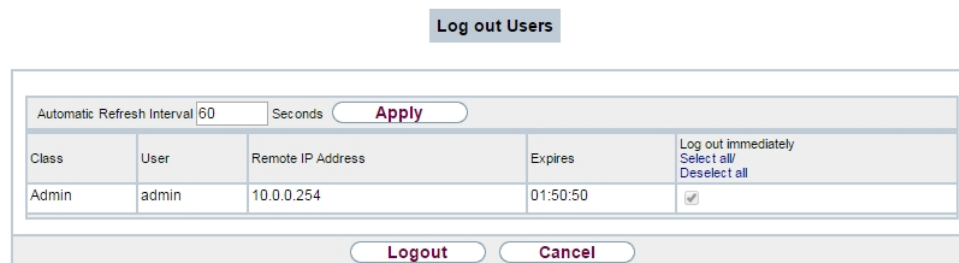 Log out Users
Automatic Refresh Interval 60 Seconds Apply
Class User Remote IP Address Expires Log out immediately
Select all/
Deselect all
Admin admin 10.0.0.254 01:50:50
Logout Cancel